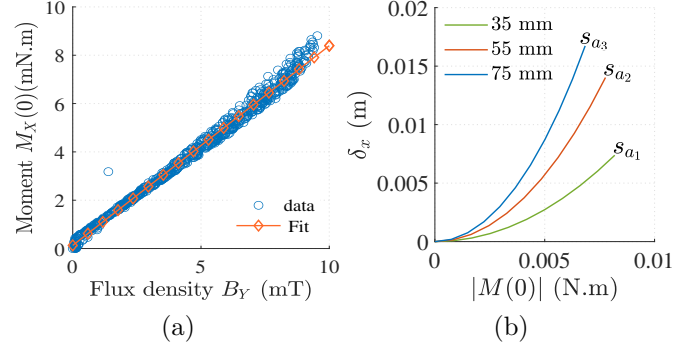 10
8
6
4
2
0
Moment M_X(0)(mN.m)
data
Fit
0
5
10
Flux density B_Y (mT)
(a)
0.02
0.015
0.01
0.005
0
δ_x (m)
35 mm
55 mm
75 mm
s_{a_3}
s_{a_2}
s_{a_1}
0
0.005
0.01
|M(0)| (N.m)
(b)